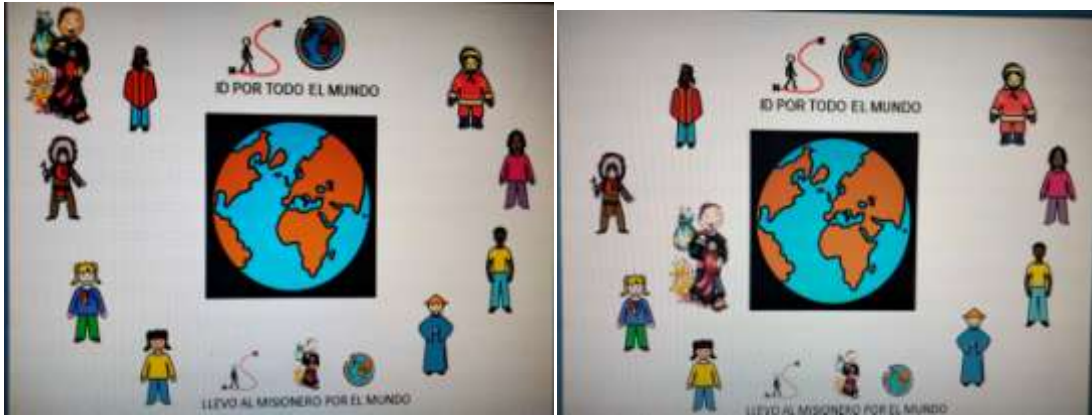 ID POR TODO EL MUNDO
LLEVO AL MISIONERO POR EL MUNDO
ID POR TODO EL MUNDO
LLEVO AL MISIONERO POR EL MUNDO